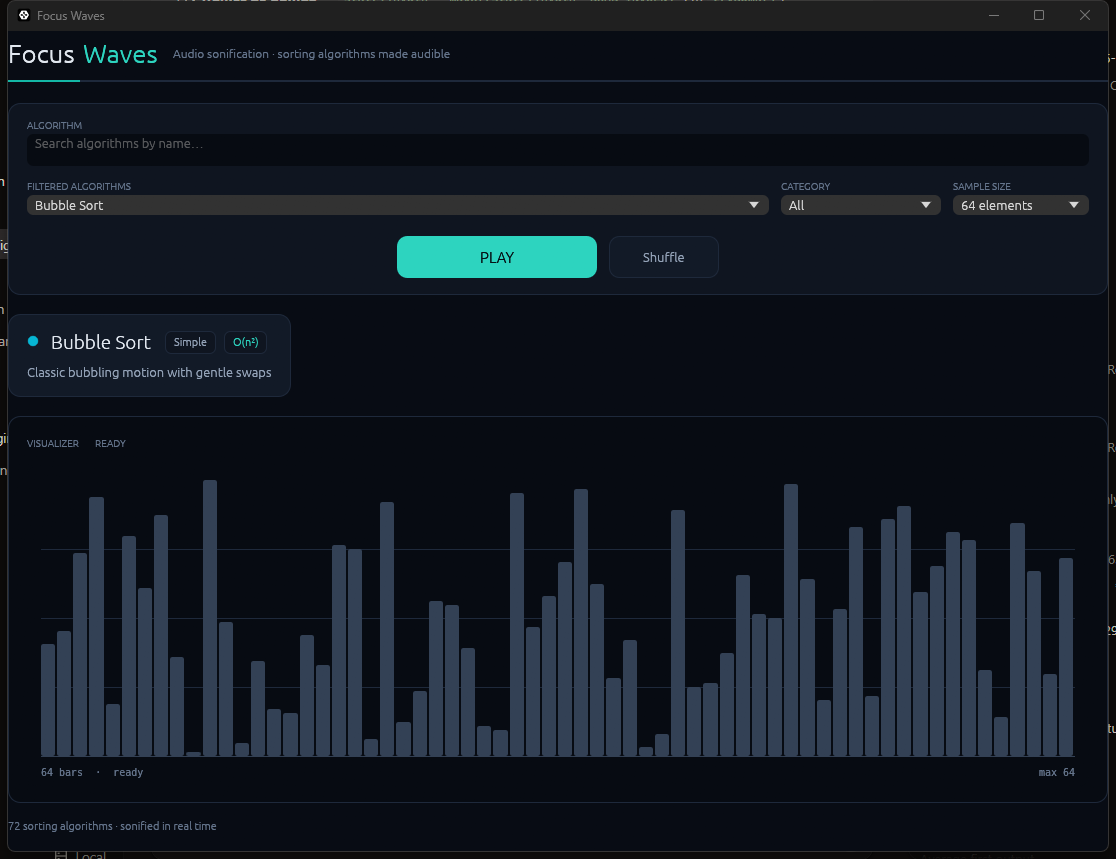 Focus Waves
Focus Waves
Audio sonification · sorting algorithms made audible
ALGORITHM
Search algorithms by name…
FILTERED ALGORITHMS
CATEGORY
SAMPLE SIZE
Bubble Sort
All
64 elements
PLAY
Shuffle
Bubble Sort
Simple
O(n²)
Classic bubbling motion with gentle swaps
VISUALIZER
READY
64 bars · ready
max 64
72 sorting algorithms · sonified in real time
Local